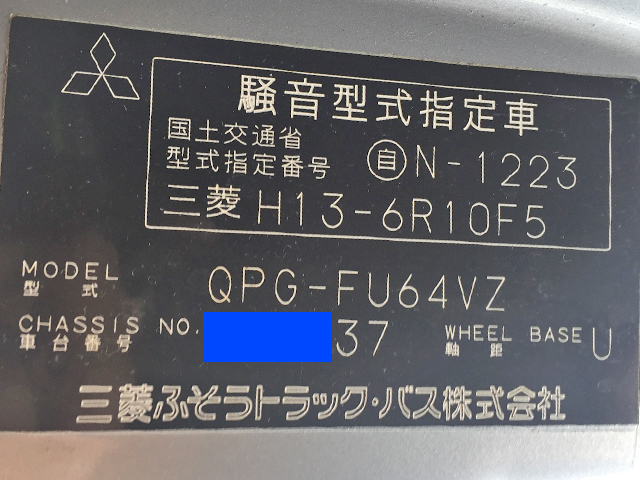 騒音型式指定車
国土交通省
型式指定番号 自N-1223
三菱 H13-6R10F5
MODEL QPG-FU64VZ
型式
CHASSIS NO. 37 WHEEL BASE U
車台番号 軸距
三菱ふそうトラック・バス株式会社